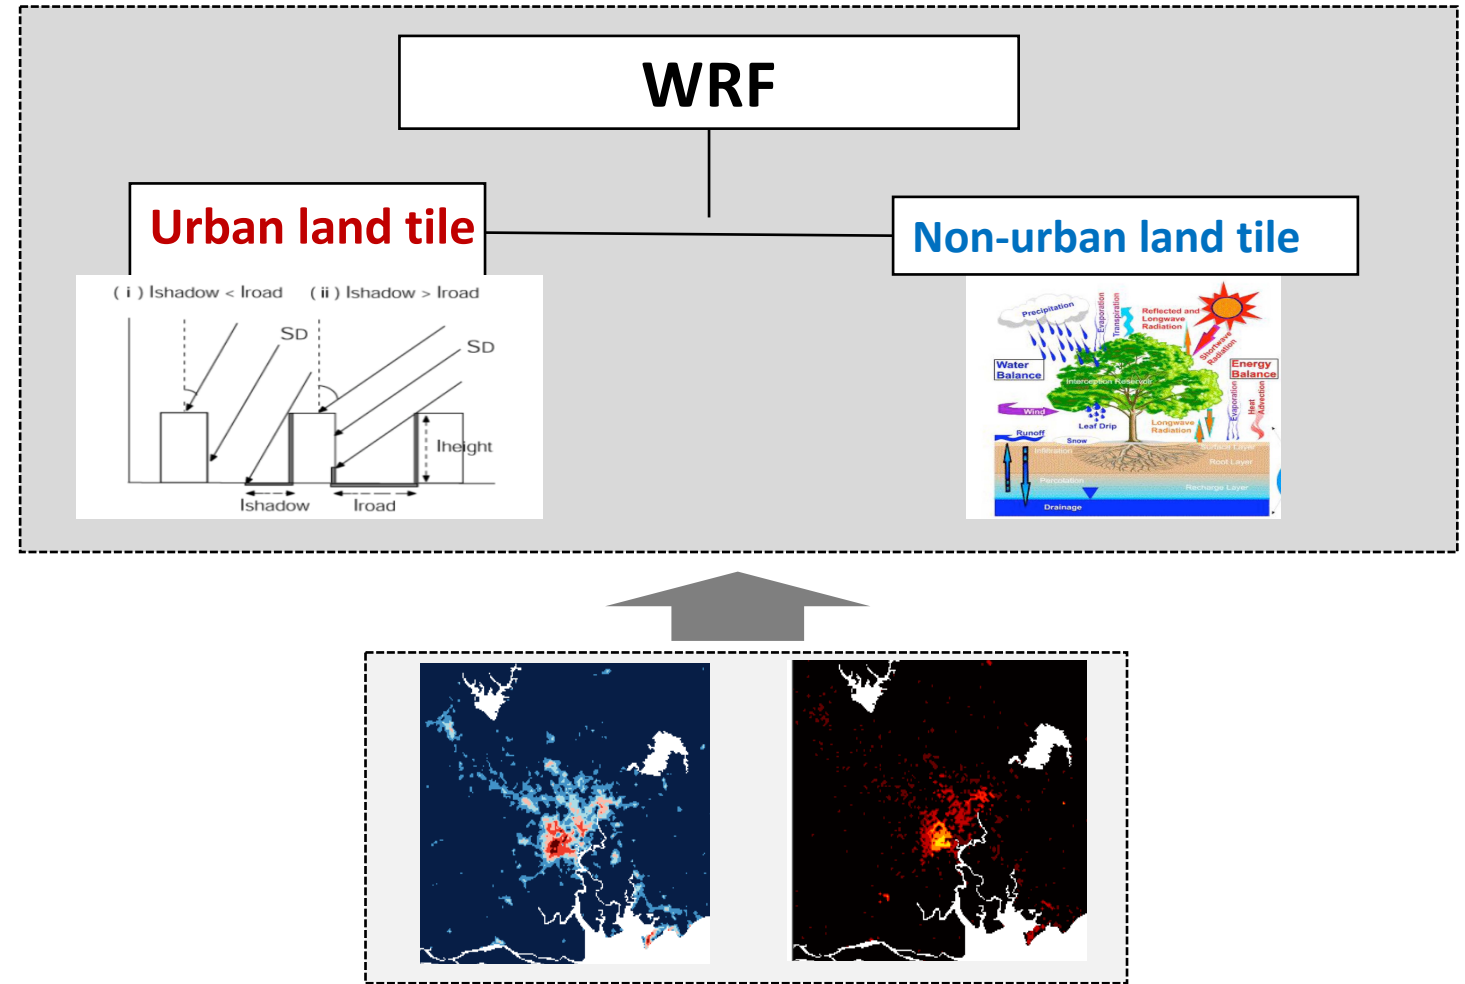 WRF
Urban land tile
Non-urban land tile
( i ) lshadow < lroad
( ii ) lshadow > lroad
SD
SD
lheight
lshadow
lroad
Precipitation
Evaporation
Transpiration
Reflected and
Longwave
Radiation
Shortwave
Radiation
Water
Balance
Energy
Balance
Interception Reservoir
Wind
Leaf Drip
Longwave
Radiation
Evaporation
Heat
Advection
Runoff
Snow
Infiltration
Surface Layer
Root Layer
Percolation
Recharge Layer
Drainage